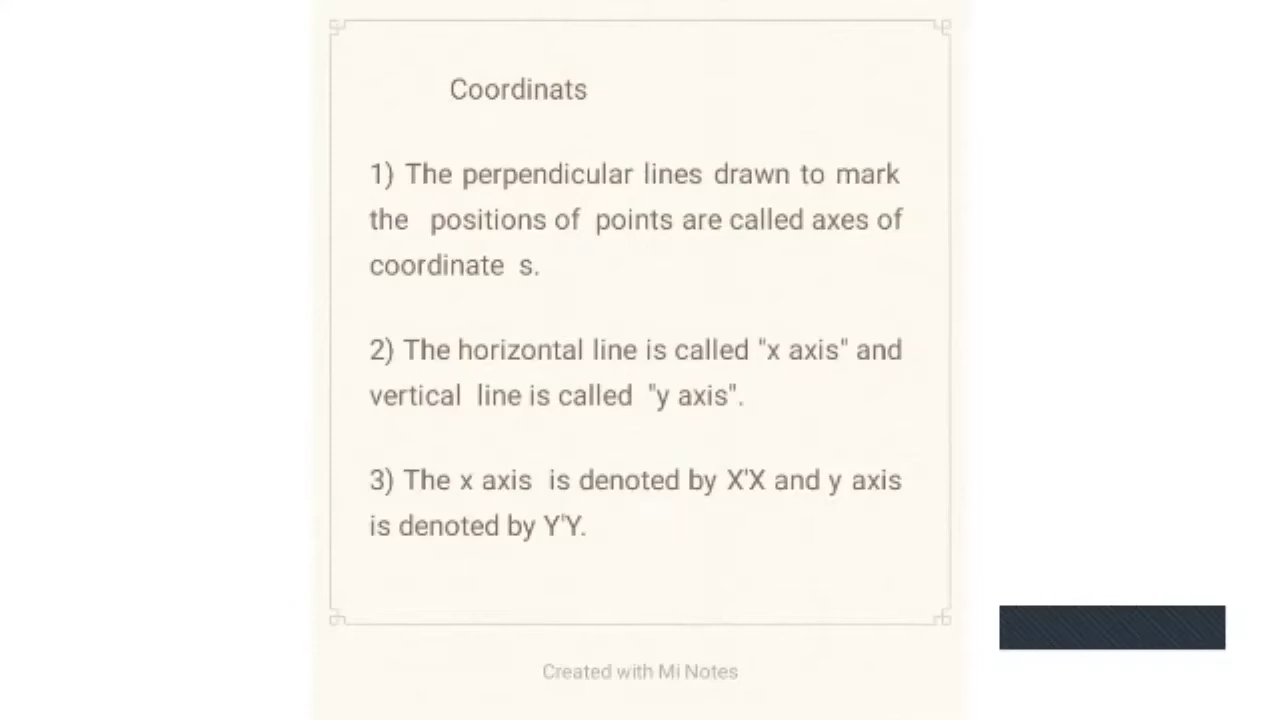 Coordinats
1) The perpendicular lines drawn to mark
the positions of points are called axes of
coordinate s.
2) The horizontal line is called "x axis" and
vertical line is called "y axis".
3) The x axis is denoted by X'X and y axis
is denoted by Y'Y.
Created with Mi Notes